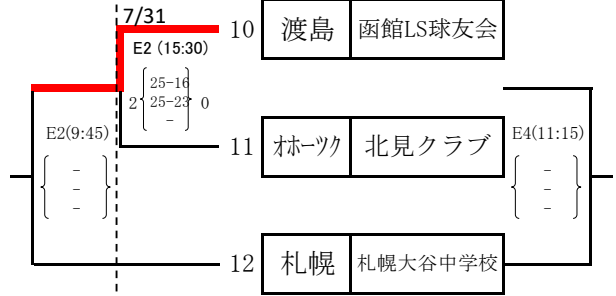 7/31
10 渡島 函館LS球友会
E2 (15:30)
25-16
2 25-23 0
-
E2(9:45)
E4(11:15)
11 オホーツク 北見クラブ
-
-
-
-
-
-
12 札幌 札幌大谷中学校